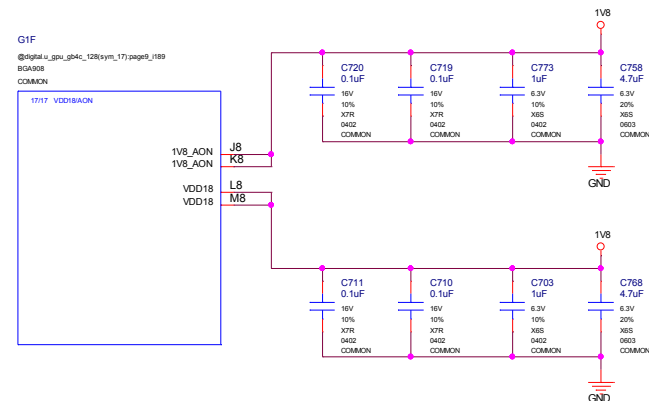 1V8
G1F
@digital.u_gpu_gb4c_128(sym_17):page9_i189
BGA908
COMMON
17/17 VDD18/AON
C720
0.1uF
16V
10%
X7R
0402
COMMON
C719
0.1uF
16V
10%
X7R
0402
COMMON
C773
1uF
6.3V
10%
X6S
0402
COMMON
C758
4.7uF
6.3V
20%
X6S
0603
COMMON
1V8_AON J8
1V8_AON K8
VDD18 L8
VDD18 M8
GND
1V8
C711
0.1uF
16V
10%
X7R
0402
COMMON
C710
0.1uF
16V
10%
X7R
0402
COMMON
C703
1uF
6.3V
10%
X6S
0402
COMMON
C768
4.7uF
6.3V
20%
X6S
0603
COMMON
GND